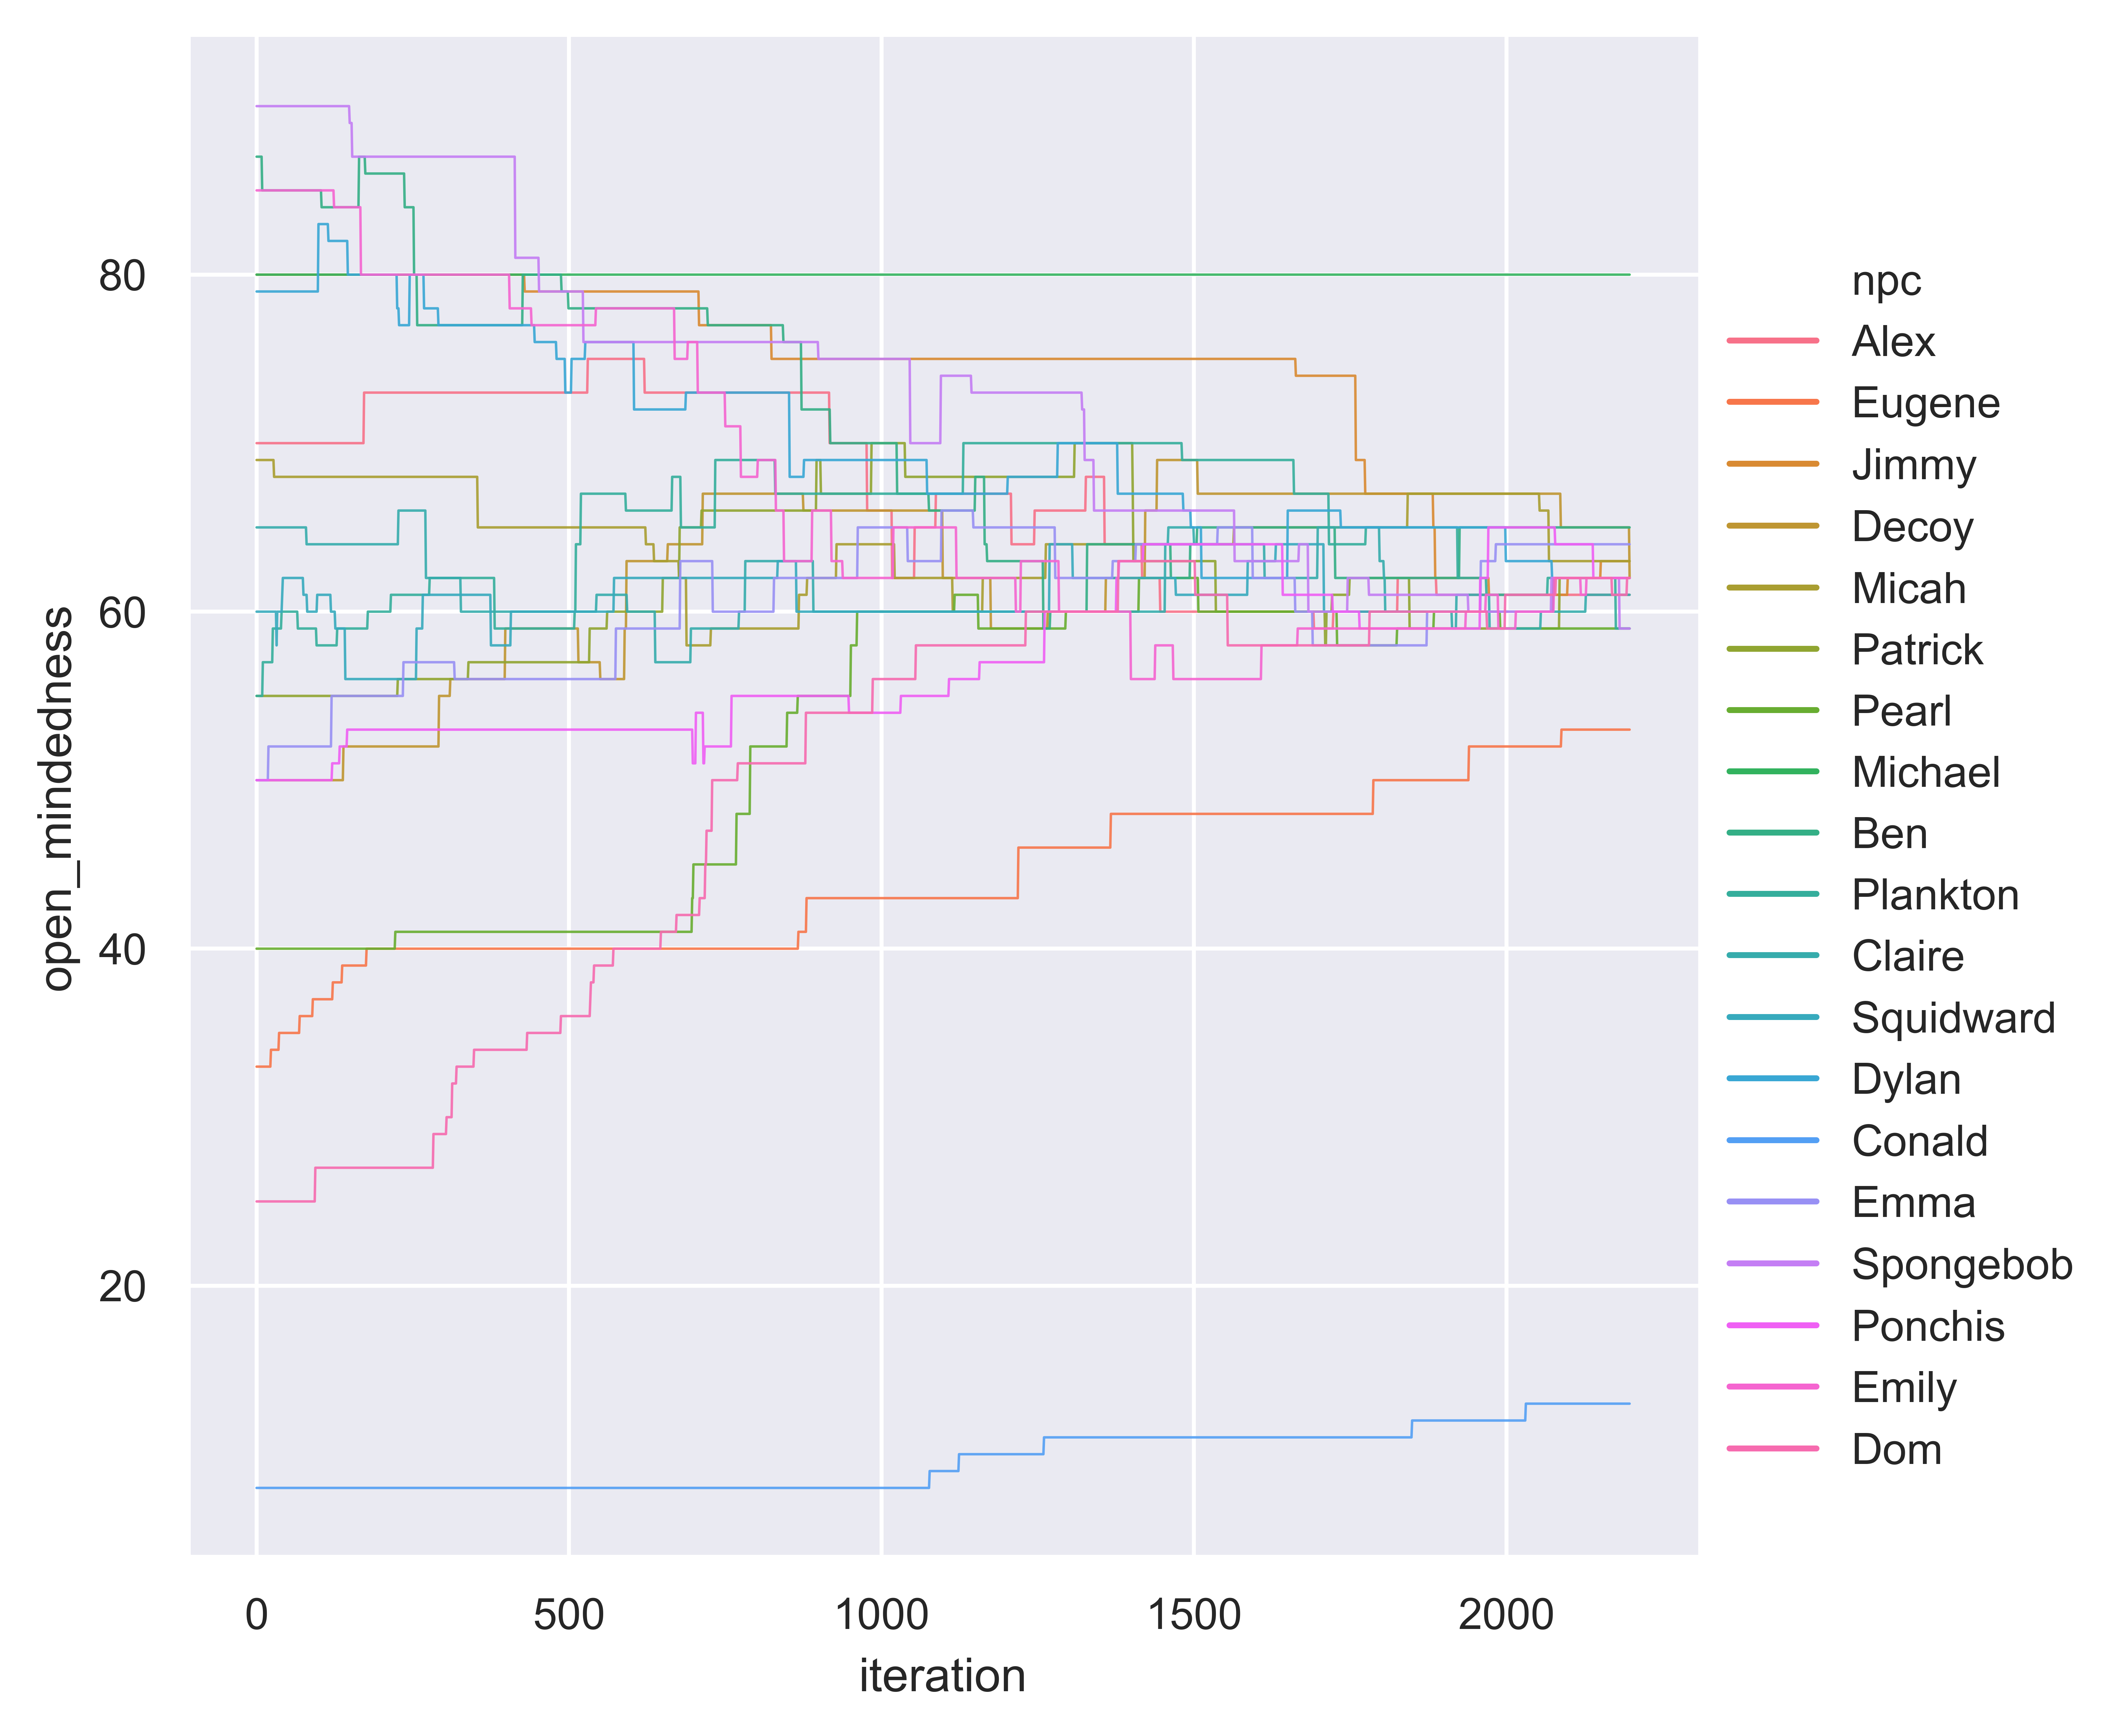 open_mindedness
80
60
40
20
0
500
1000
1500
2000
iteration
npc
Alex
Eugene
Jimmy
Decoy
Micah
Patrick
Pearl
Michael
Ben
Plankton
Claire
Squidward
Dylan
Conald
Emma
Spongebob
Ponchis
Emily
Dom